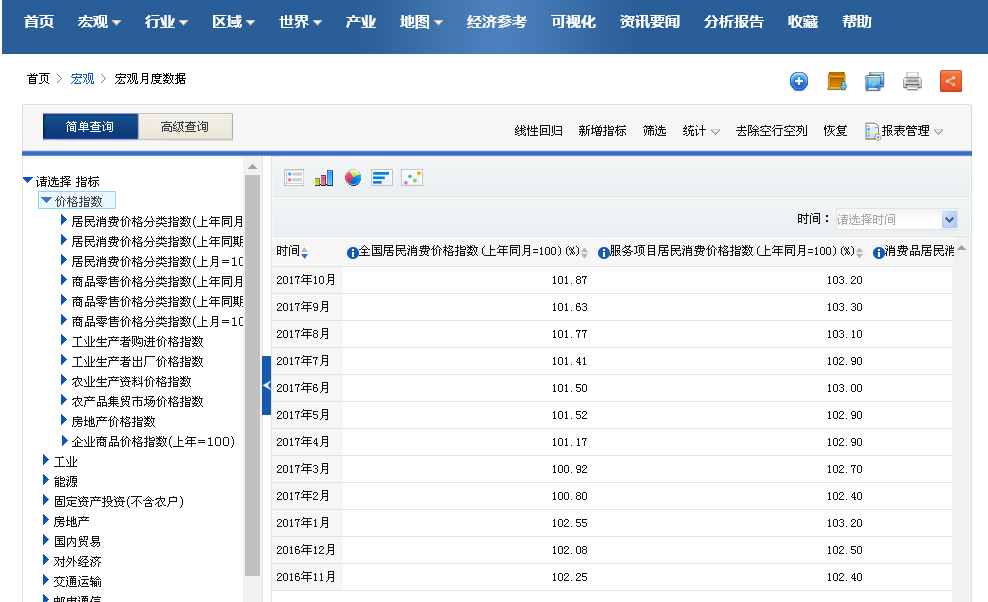 首页 宏观 行业 区域 世界 产业 地图 经济参考 可视化 资讯要闻 分析报告 收藏 帮助
首页 > 宏观 > 宏观月度数据
简单查询 高级查询
线性回归 新增指标 筛选 统计 去除空行空列 恢复 报表管理
请选择 指标
价格指数
居民消费价格分类指数(上年同月
居民消费价格分类指数(上年同期
居民消费价格分类指数(上月=10
商品零售价格分类指数(上年同月
商品零售价格分类指数(上年同期
商品零售价格分类指数(上月=10
工业生产者购进价格指数
工业生产者出厂价格指数
农业生产资料价格指数
农产品集贸市场价格指数
房地产价格指数
企业商品价格指数(上年=100)
工业
能源
固定资产投资(不含农户)
房地产
国内贸易
对外经济
交通运输
邮电通信
时间： 请选择时间
时间 全国居民消费价格指数(上年同月=100)(%) 服务项目居民消费价格指数(上年同月=100)(%) 消费品居民消
2017年10月 101.87 103.20
2017年9月 101.63 103.30
2017年8月 101.77 103.10
2017年7月 101.41 102.90
2017年6月 101.50 103.00
2017年5月 101.52 102.90
2017年4月 101.17 102.90
2017年3月 100.92 102.70
2017年2月 100.80 102.40
2017年1月 102.55 103.20
2016年12月 102.08 102.50
2016年11月 102.25 102.40